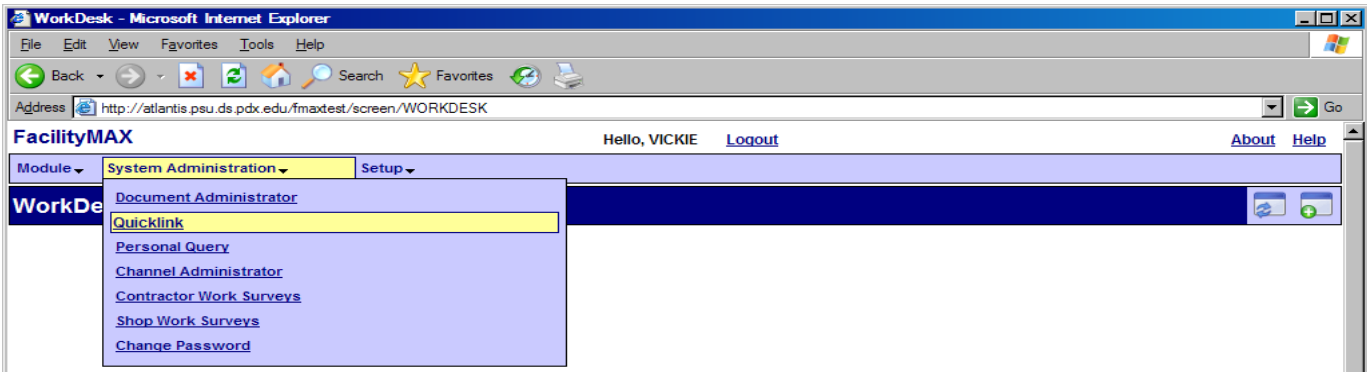 WorkDesk - Microsoft Internet Explorer
File Edit View Favorites Tools Help
Back Search Favorites
Address http://atlantis.psu.ds.pdx.edu/fmaxtest/screen/WORKDESK Go
FacilityMAX Hello, VICKIE Logout About Help
Module System Administration Setup
WorkDe
Document Administrator
Quicklink
Personal Query
Channel Administrator
Contractor Work Surveys
Shop Work Surveys
Change Password